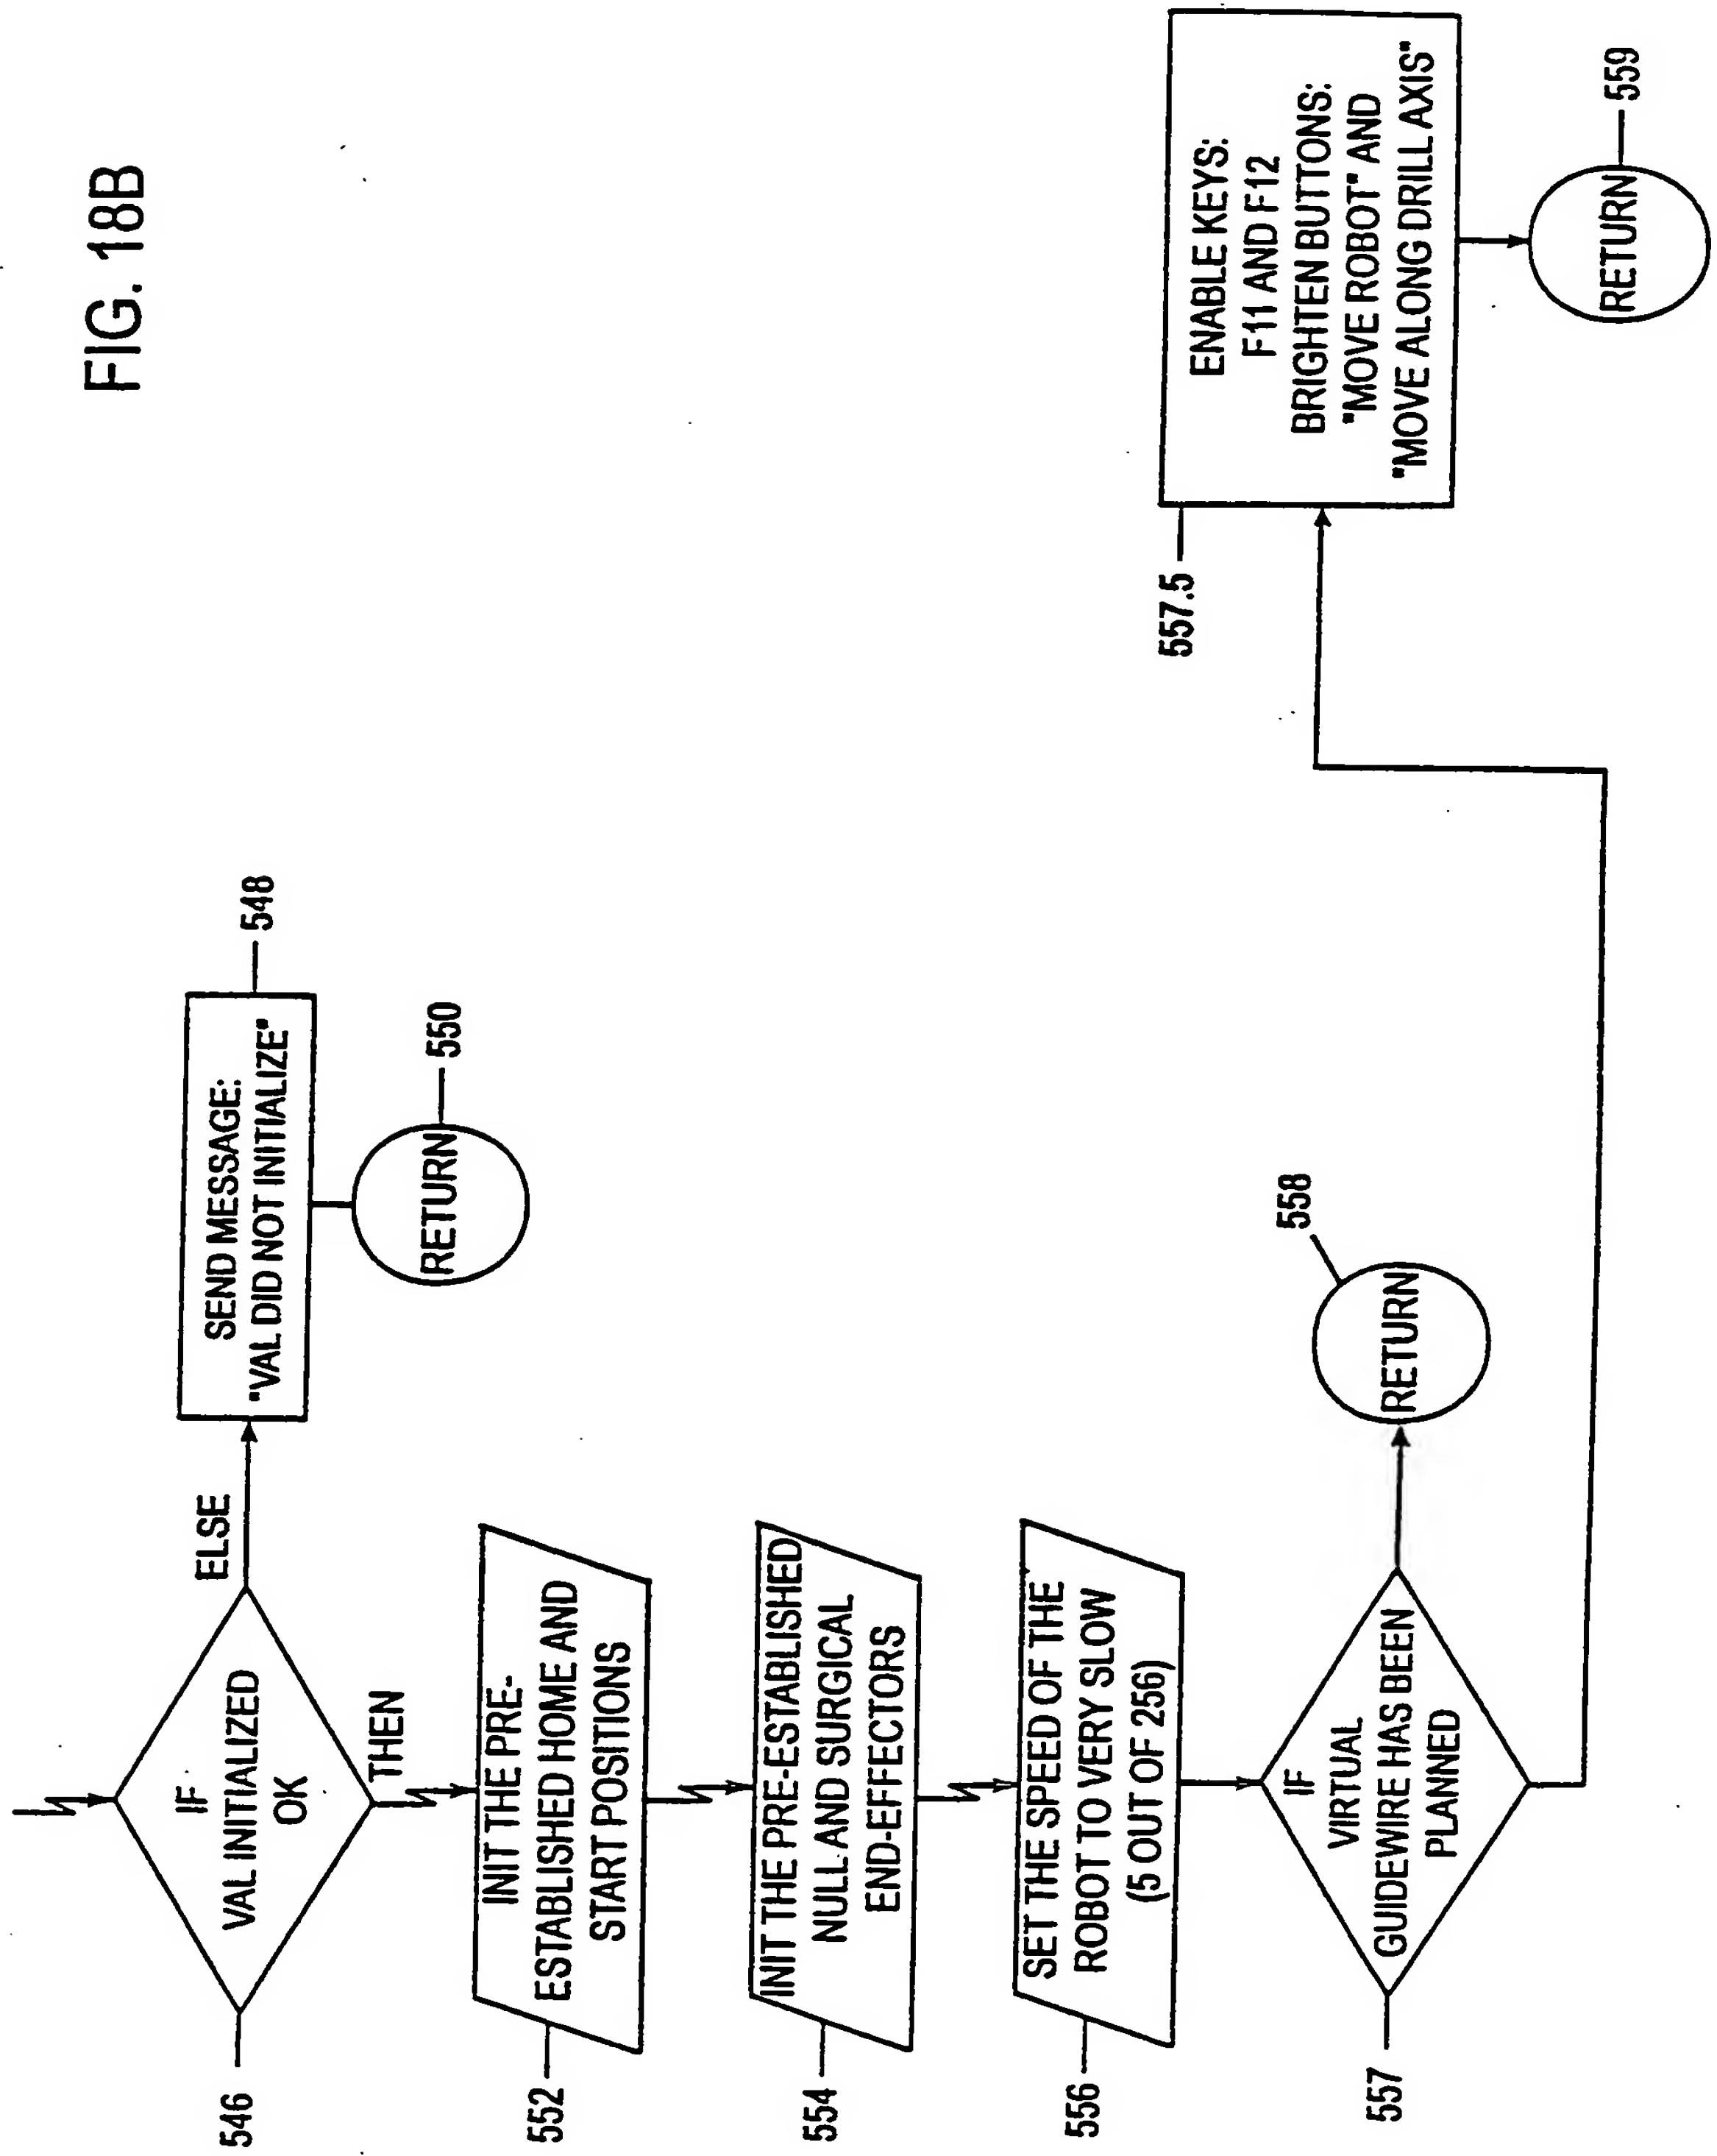 FIG. 18B
546
IF
VAL INITIALIZED
OK
ELSE
THEN
SEND MESSAGE:
"VAL DID NOT INITIALIZE"
548
RETURN
550
552
INIT THE PRE-
ESTABLISHED HOME AND
START POSITIONS
554
INIT THE PRE-ESTABLISHED
NULL AND SURGICAL
END-EFFECTORS
556
SET THE SPEED OF THE
ROBOT TO VERY SLOW
(5 OUT OF 256)
557
IF
VIRTUAL
GUIDEWIRE HAS BEEN
PLANNED
RETURN
558
557.5
ENABLE KEYS:
F11 AND F12
BRIGHTEN BUTTONS:
"MOVE ROBOT" AND
"MOVE ALONG DRILL AXIS"
RETURN
559